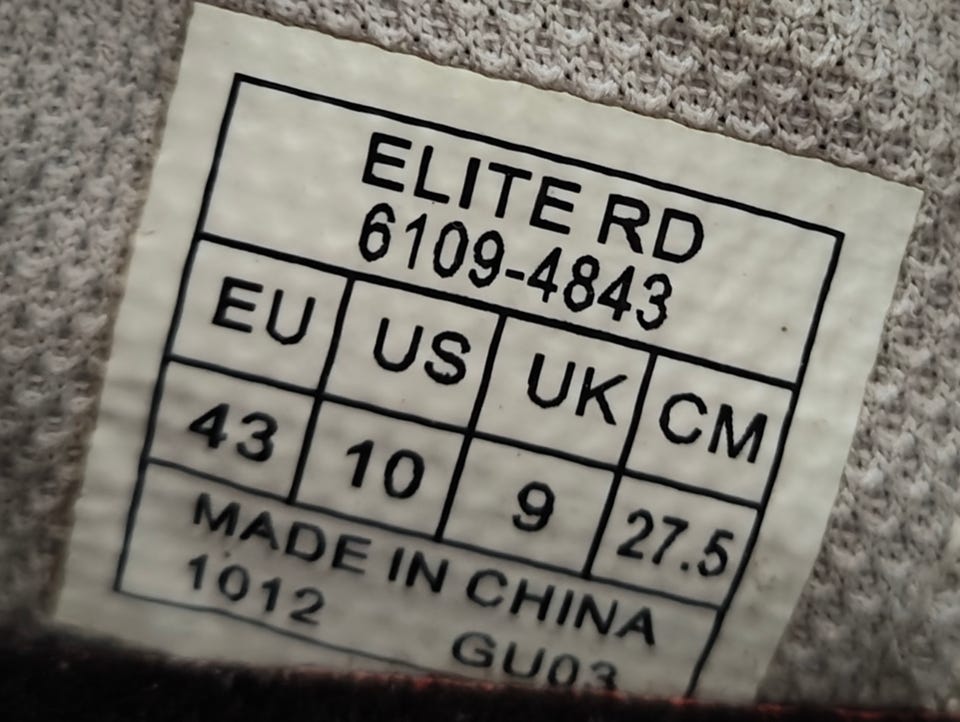 ELITE RD
6109-4843
EU US UK CM
43 10 9 27.5
MADE IN CHINA
1012 GU03